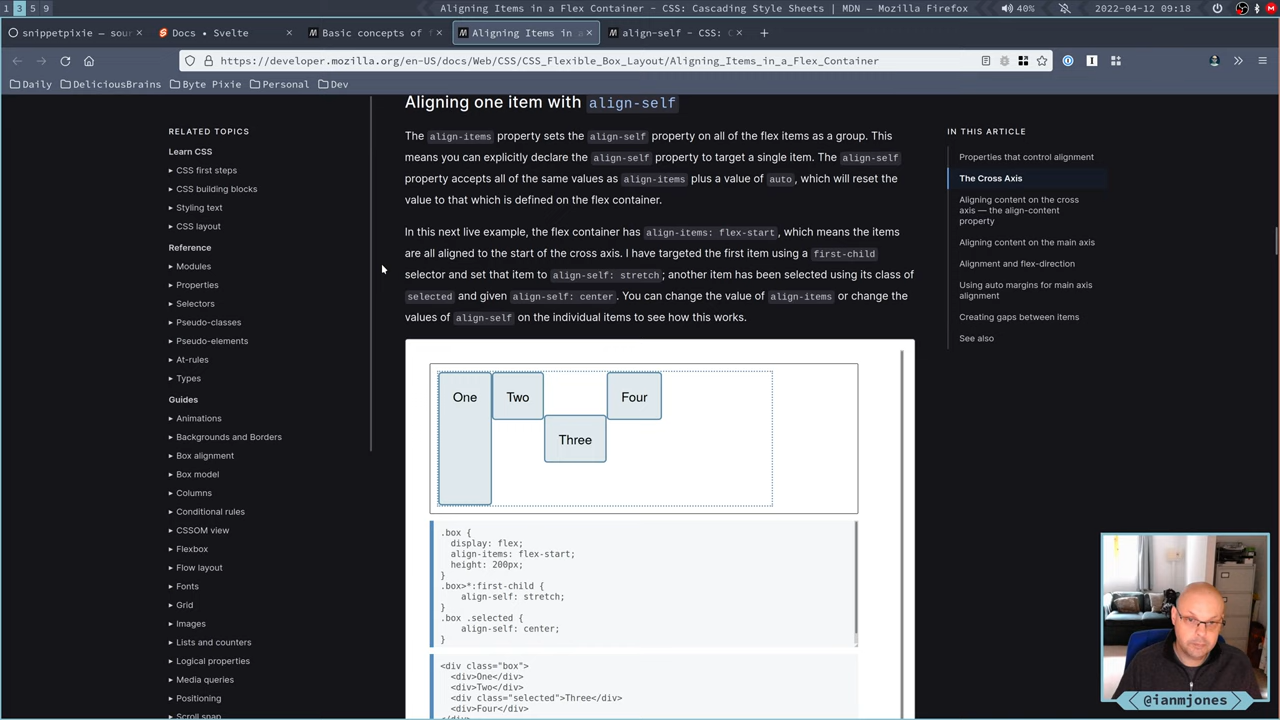 1 3 5 9
Aligning Items in a Flex Container - CSS: Cascading Style Sheets | MDN — Mozilla Firefox
40%
2022-04-12 09:18
snippetpixie — sour
Docs • Svelte
Basic concepts of f
Aligning Items in a
align-self - CSS: C
https://developer.mozilla.org/en-US/docs/Web/CSS/CSS_Flexible_Box_Layout/Aligning_Items_in_a_Flex_Container
Daily
DeliciousBrains
Byte Pixie
Personal
Dev
RELATED TOPICS
Learn CSS
CSS first steps
CSS building blocks
Styling text
CSS layout
Reference
Modules
Properties
Selectors
Pseudo-classes
Pseudo-elements
At-rules
Types
Guides
Animations
Backgrounds and Borders
Box alignment
Box model
Columns
Conditional rules
CSSOM view
Flexbox
Flow layout
Fonts
Grid
Images
Lists and counters
Logical properties
Media queries
Positioning
Scroll snap
Aligning one item with align-self
The align-items property sets the align-self property on all of the flex items as a group. This
means you can explicitly declare the align-self property to target a single item. The align-self
property accepts all of the same values as align-items plus a value of auto, which will reset the
value to that which is defined on the flex container.
In this next live example, the flex container has align-items: flex-start, which means the items
are all aligned to the start of the cross axis. I have targeted the first item using a first-child
selector and set that item to align-self: stretch; another item has been selected using its class of
selected and given align-self: center. You can change the value of align-items or change the
values of align-self on the individual items to see how this works.
One
Two
Three
Four
.box {
display: flex;
align-items: flex-start;
height: 200px;
}
.box>*:first-child {
align-self: stretch;
}
.box .selected {
align-self: center;
}
<div class="box">
<div>One</div>
<div>Two</div>
<div class="selected">Three</div>
<div>Four</div>
</div>
IN THIS ARTICLE
Properties that control alignment
The Cross Axis
Aligning content on the cross
axis — the align-content
property
Aligning content on the main axis
Alignment and flex-direction
Using auto margins for main axis
alignment
Creating gaps between items
See also
@ianmjones